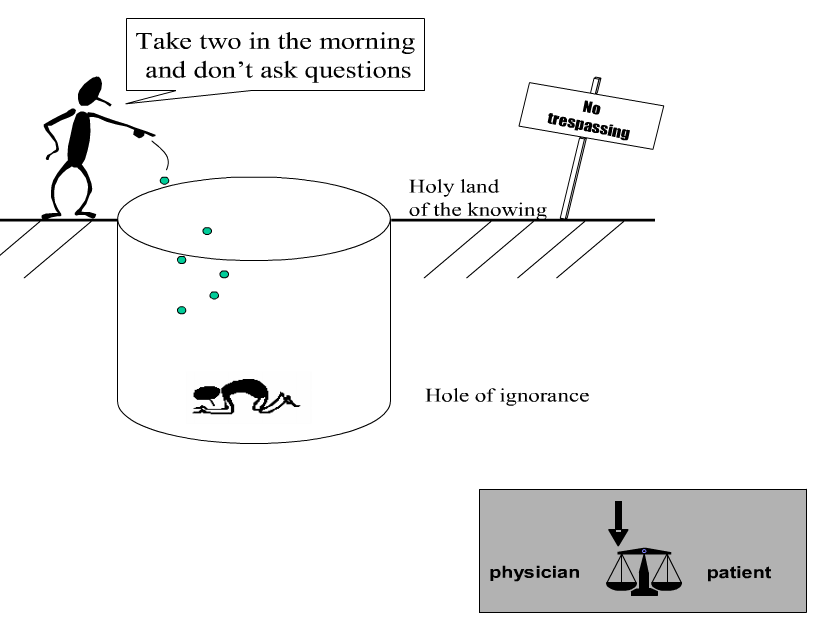 Take two in the morning
and don't ask questions
No
trespassing
Holy land
of the knowing
Hole of ignorance
physician
patient